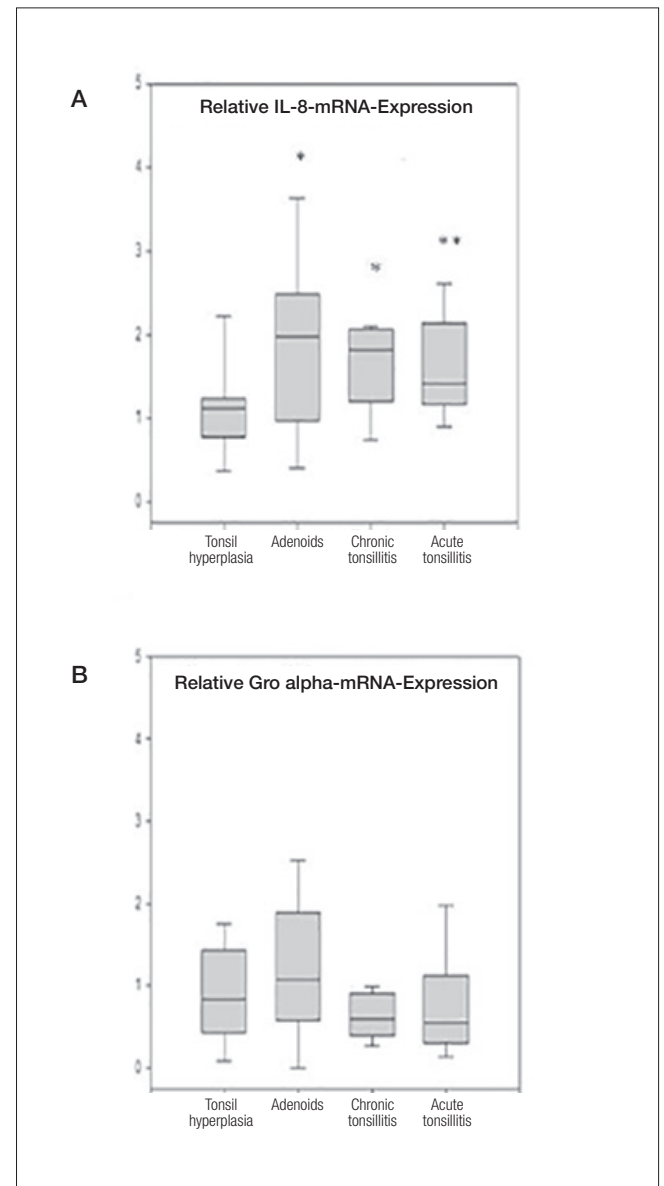 A
Relative IL-8-mRNA-Expression
5
4
3
2
1
0
Tonsil
hyperplasia
Adenoids
Chronic
tonsillitis
Acute
tonsillitis
B
Relative Gro alpha-mRNA-Expression
5
4
3
2
1
0
Tonsil
hyperplasia
Adenoids
Chronic
tonsillitis
Acute
tonsillitis